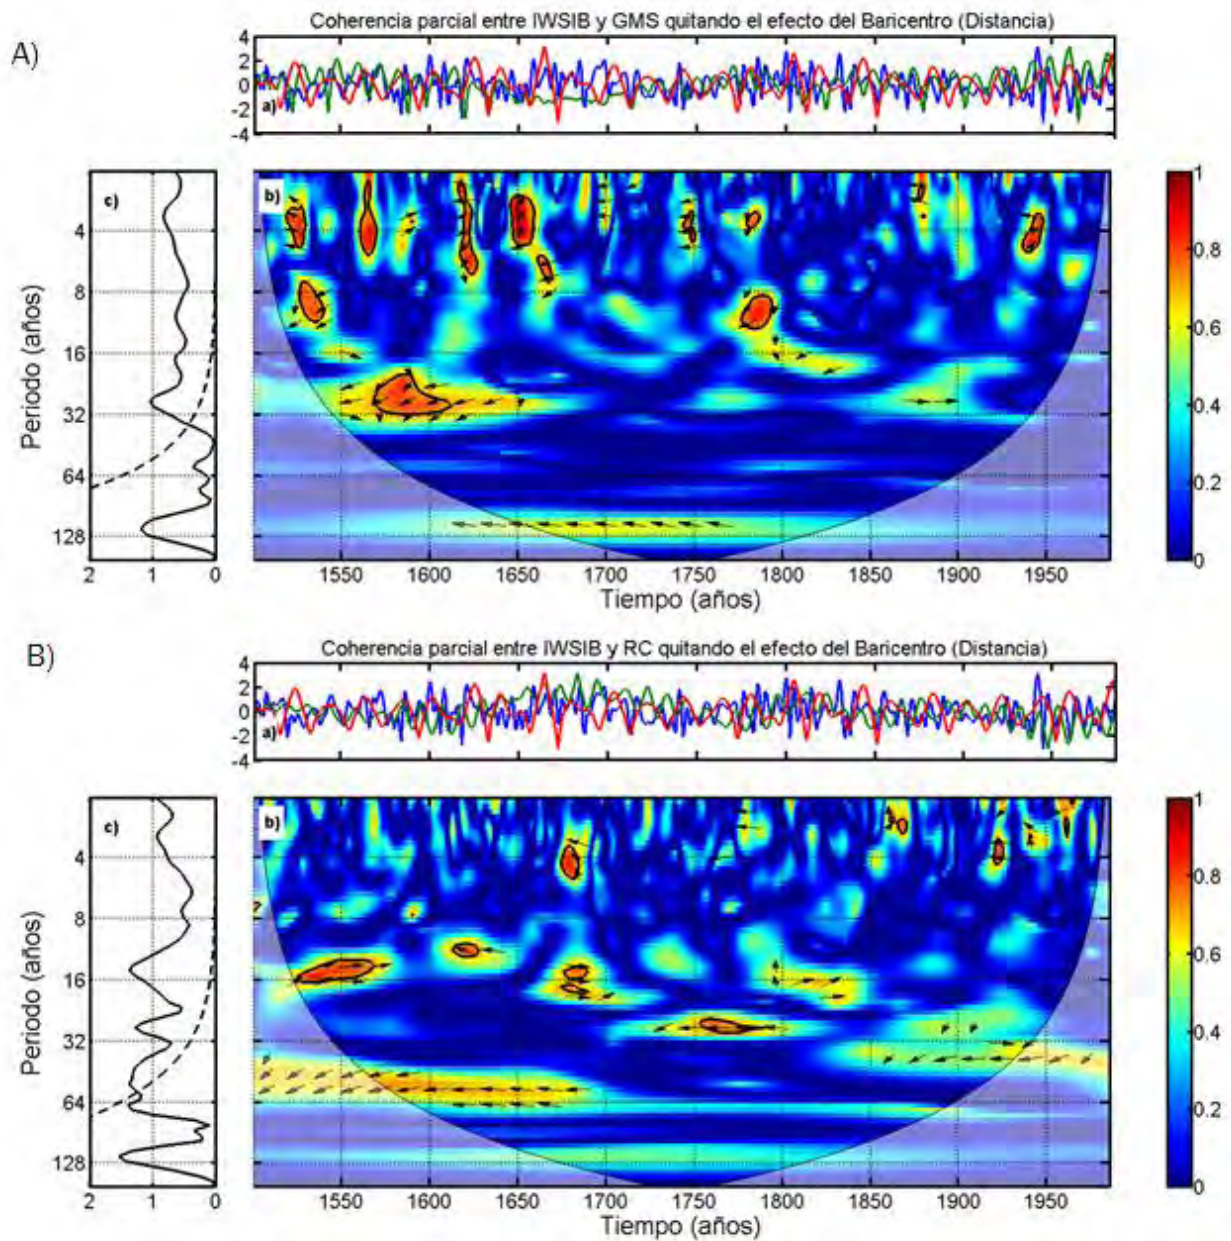 A)
Coherencia parcial entre IWSIB y GMS quitando el efecto del Baricentro (Distancia)
4
2
0
-2
-4
a)
c)
b)
Periodo (años)
4
8
16
32
64
128
2 1 0
1550 1600 1650 1700 1750 1800 1850 1900 1950
Tiempo (años)
1
0.8
0.6
0.4
0.2
0
B)
Coherencia parcial entre IWSIB y RC quitando el efecto del Baricentro (Distancia)
4
2
0
-2
-4
a)
c)
b)
Periodo (años)
4
8
16
32
64
128
2 1 0
1550 1600 1650 1700 1750 1800 1850 1900 1950
Tiempo (años)
1
0.8
0.6
0.4
0.2
0